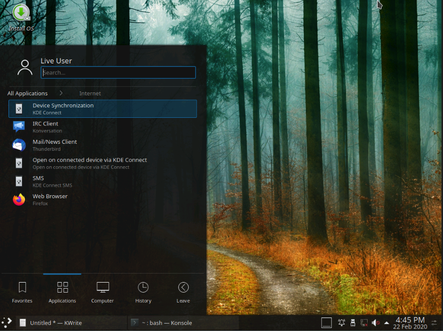 Install OS
Live User
Search...
All Applications > Internet
Device Synchronization
KDE Connect
IRC Client
Konversation
Mail/News Client
Thunderbird
Open on connected device via KDE Connect
Open on connected device via KDE Connect
SMS
KDE Connect SMS
Web Browser
Firefox
Favorites
Applications
Computer
History
Leave
Untitled * — KWrite
~ : bash — Konsole
4:45 PM
22 Feb 2020